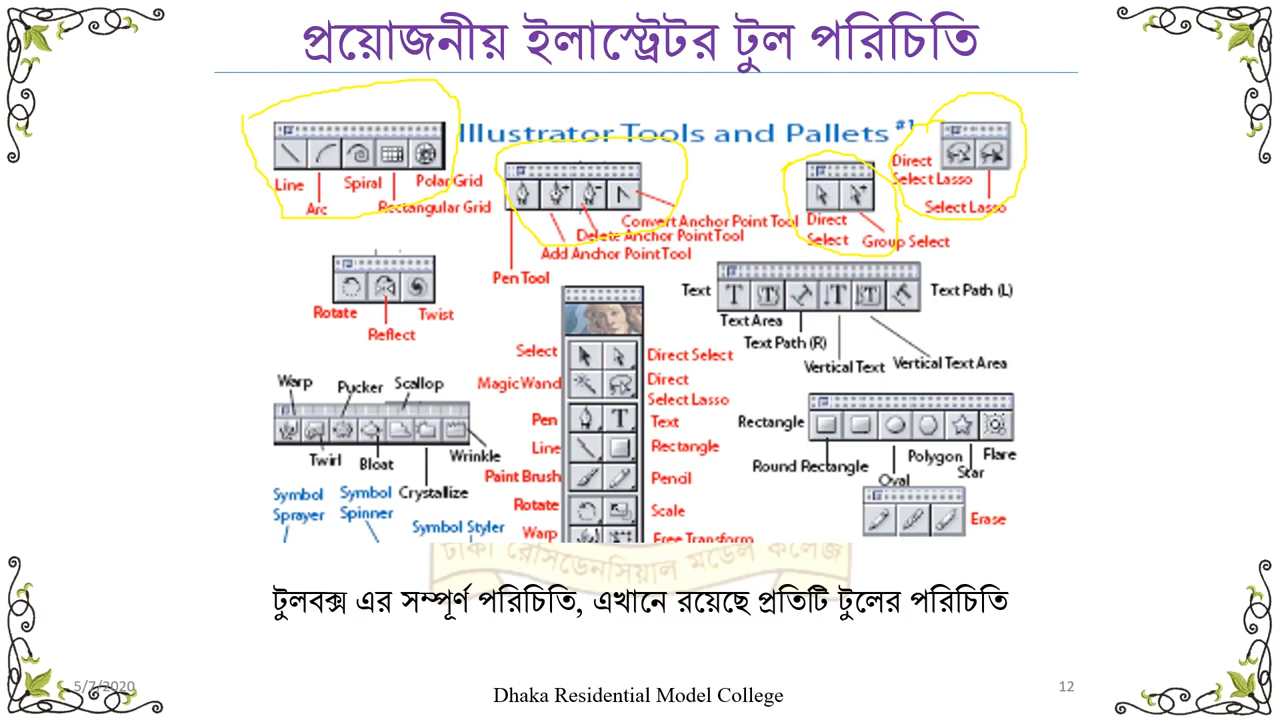 প্রয়োজনীয় ইলাস্ট্রেটর টুল পরিচিতি
Illustrator Tools and Pallets #1
Line
Arc
Spiral
Rectangular Grid
Polar Grid
Pen Tool
Add Anchor Point Tool
Delete Anchor Point Tool
Convert Anchor Point Tool
Direct
Select
Group Select
Direct
Select Lasso
Select Lasso
Rotate
Reflect
Twist
Text
Text Area
Text Path (R)
Vertical Text
Vertical Text Area
Text Path (L)
Warp
Pucker
Scallop
Twirl
Bloat
Crystallize
Wrinkle
Select
Direct Select
Magic Wand
Direct
Select Lasso
Pen
Text
Line
Rectangle
Paint Brush
Pencil
Rotate
Scale
Warp
Free Transform
Rectangle
Round Rectangle
Oval
Polygon
Star
Flare
Erase
Symbol
Sprayer
Symbol
Spinner
Symbol Styler
ঢাকা রেসিডেনসিয়াল মডেল কলেজ
টুলবক্স এর সম্পূর্ণ পরিচিতি, এখানে রয়েছে প্রতিটি টুলের পরিচিতি
5/7/2020
Dhaka Residential Model College
12